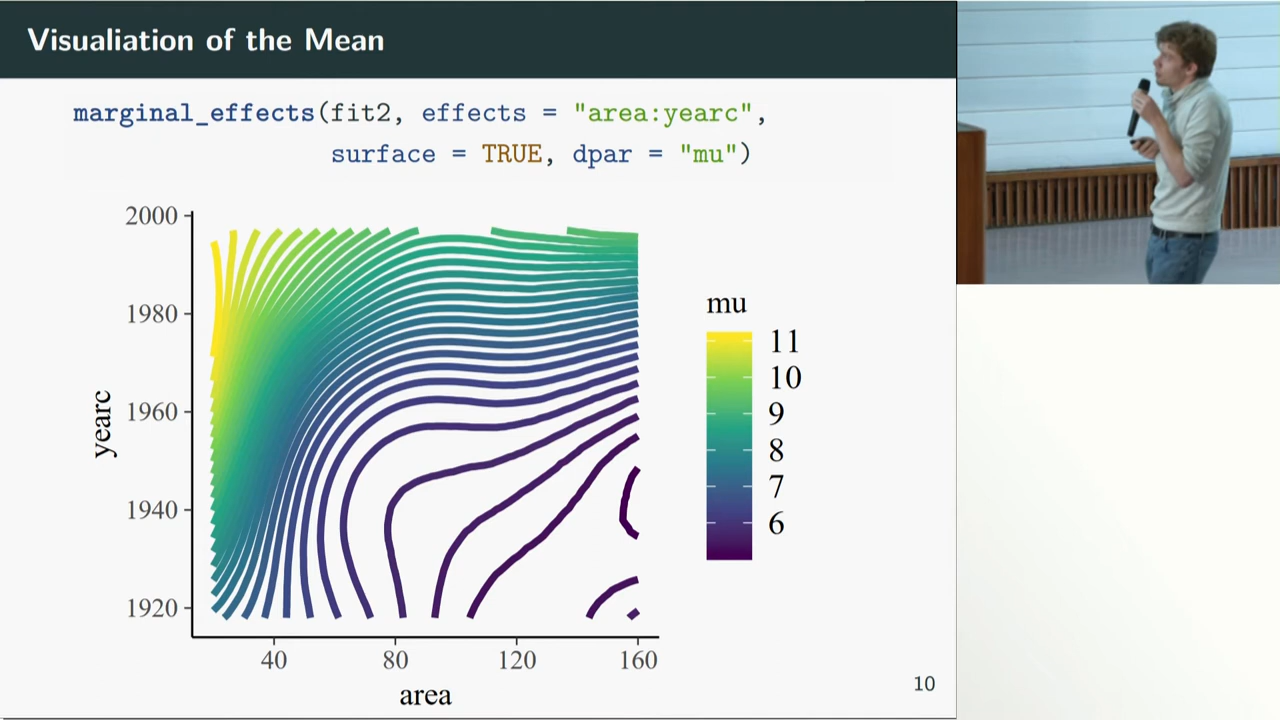 Visualiation of the Mean
marginal_effects(fit2, effects = "area:yearc",
surface = TRUE, dpar = "mu")
2000
1980
1960
1940
1920
yearc
40 80 120 160
area
mu
11
10
9
8
7
6
10